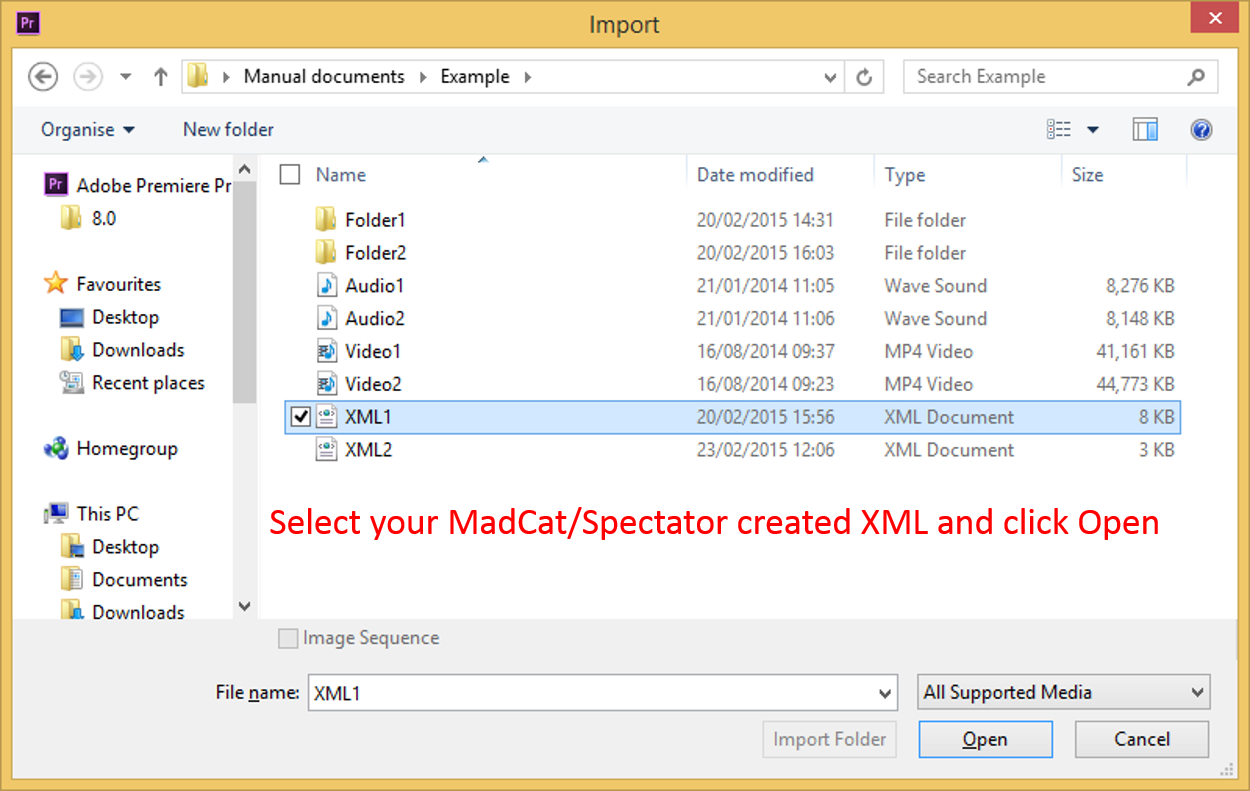 Pr Import
Manual documents Example Search Example
Organise New folder
Name Date modified Type Size
Pr Adobe Premiere Pr
8.0
Favourites
Desktop
Downloads
Recent places
Homegroup
This PC
Desktop
Documents
Downloads
Folder1 20/02/2015 14:31 File folder
Folder2 20/02/2015 16:03 File folder
Audio1 21/01/2014 11:05 Wave Sound 8,276 KB
Audio2 21/01/2014 11:06 Wave Sound 8,148 KB
Video1 16/08/2014 09:37 MP4 Video 41,161 KB
Video2 16/08/2014 09:23 MP4 Video 44,773 KB
XML1 20/02/2015 15:56 XML Document 8 KB
XML2 23/02/2015 12:06 XML Document 3 KB
Select your MadCat/Spectator created XML and click Open
Image Sequence
File name: XML1 All Supported Media
Import Folder Open Cancel